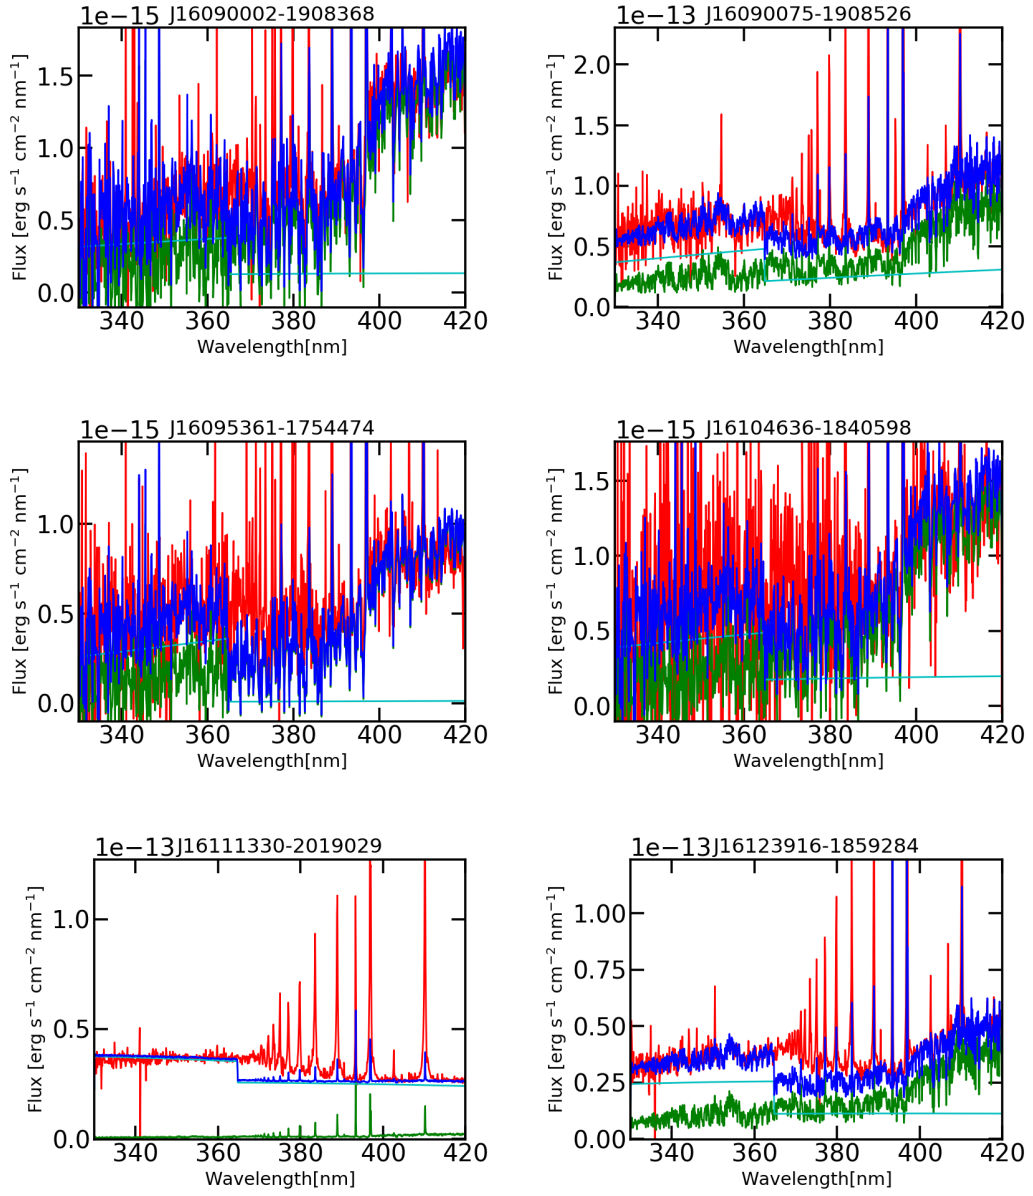 1e−15 J16090002-1908368
1.5
1.0
0.5
0.0
Flux [erg s−1 cm−2 nm−1]
340 360 380 400 420
Wavelength[nm]
1e−13 J16090075-1908526
2.0
1.5
1.0
0.5
0.0
Flux [erg s−1 cm−2 nm−1]
340 360 380 400 420
Wavelength[nm]
1e−15 J16095361-1754474
1.0
0.5
0.0
Flux [erg s−1 cm−2 nm−1]
340 360 380 400 420
Wavelength[nm]
1e−15 J16104636-1840598
1.5
1.0
0.5
0.0
Flux [erg s−1 cm−2 nm−1]
340 360 380 400 420
Wavelength[nm]
1e−13 J16111330-2019029
1.0
0.5
0.0
Flux [erg s−1 cm−2 nm−1]
340 360 380 400 420
Wavelength[nm]
1e−13 J16123916-1859284
1.00
0.75
0.50
0.25
0.00
Flux [erg s−1 cm−2 nm−1]
340 360 380 400 420
Wavelength[nm]